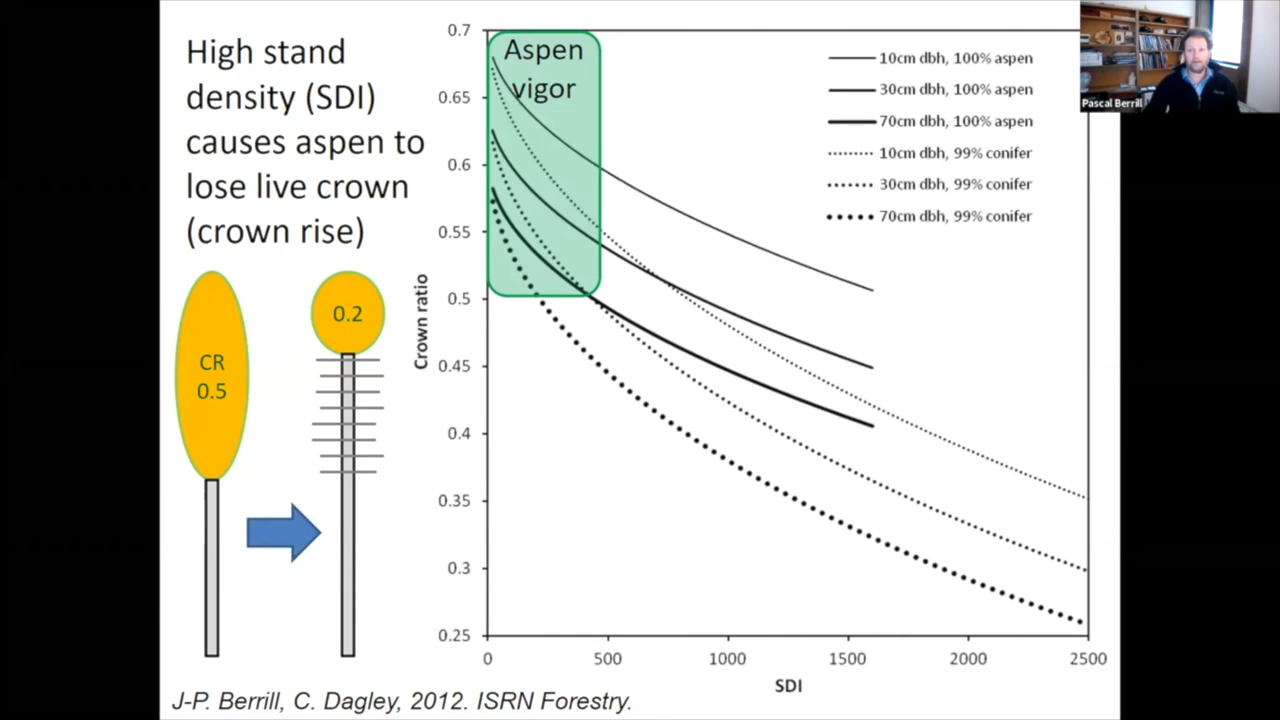 High stand
density (SDI)
causes aspen to
lose live crown
(crown rise)
CR
0.5
0.2
Aspen
vigor
10cm dbh, 100% aspen
30cm dbh, 100% aspen
70cm dbh, 100% aspen
10cm dbh, 99% conifer
30cm dbh, 99% conifer
70cm dbh, 99% conifer
Crown ratio
0.7
0.65
0.6
0.55
0.5
0.45
0.4
0.35
0.3
0.25
0
500
1000
1500
2000
2500
SDI
J-P. Berrill, C. Dagley, 2012. ISRN Forestry.
Pascal Berrill